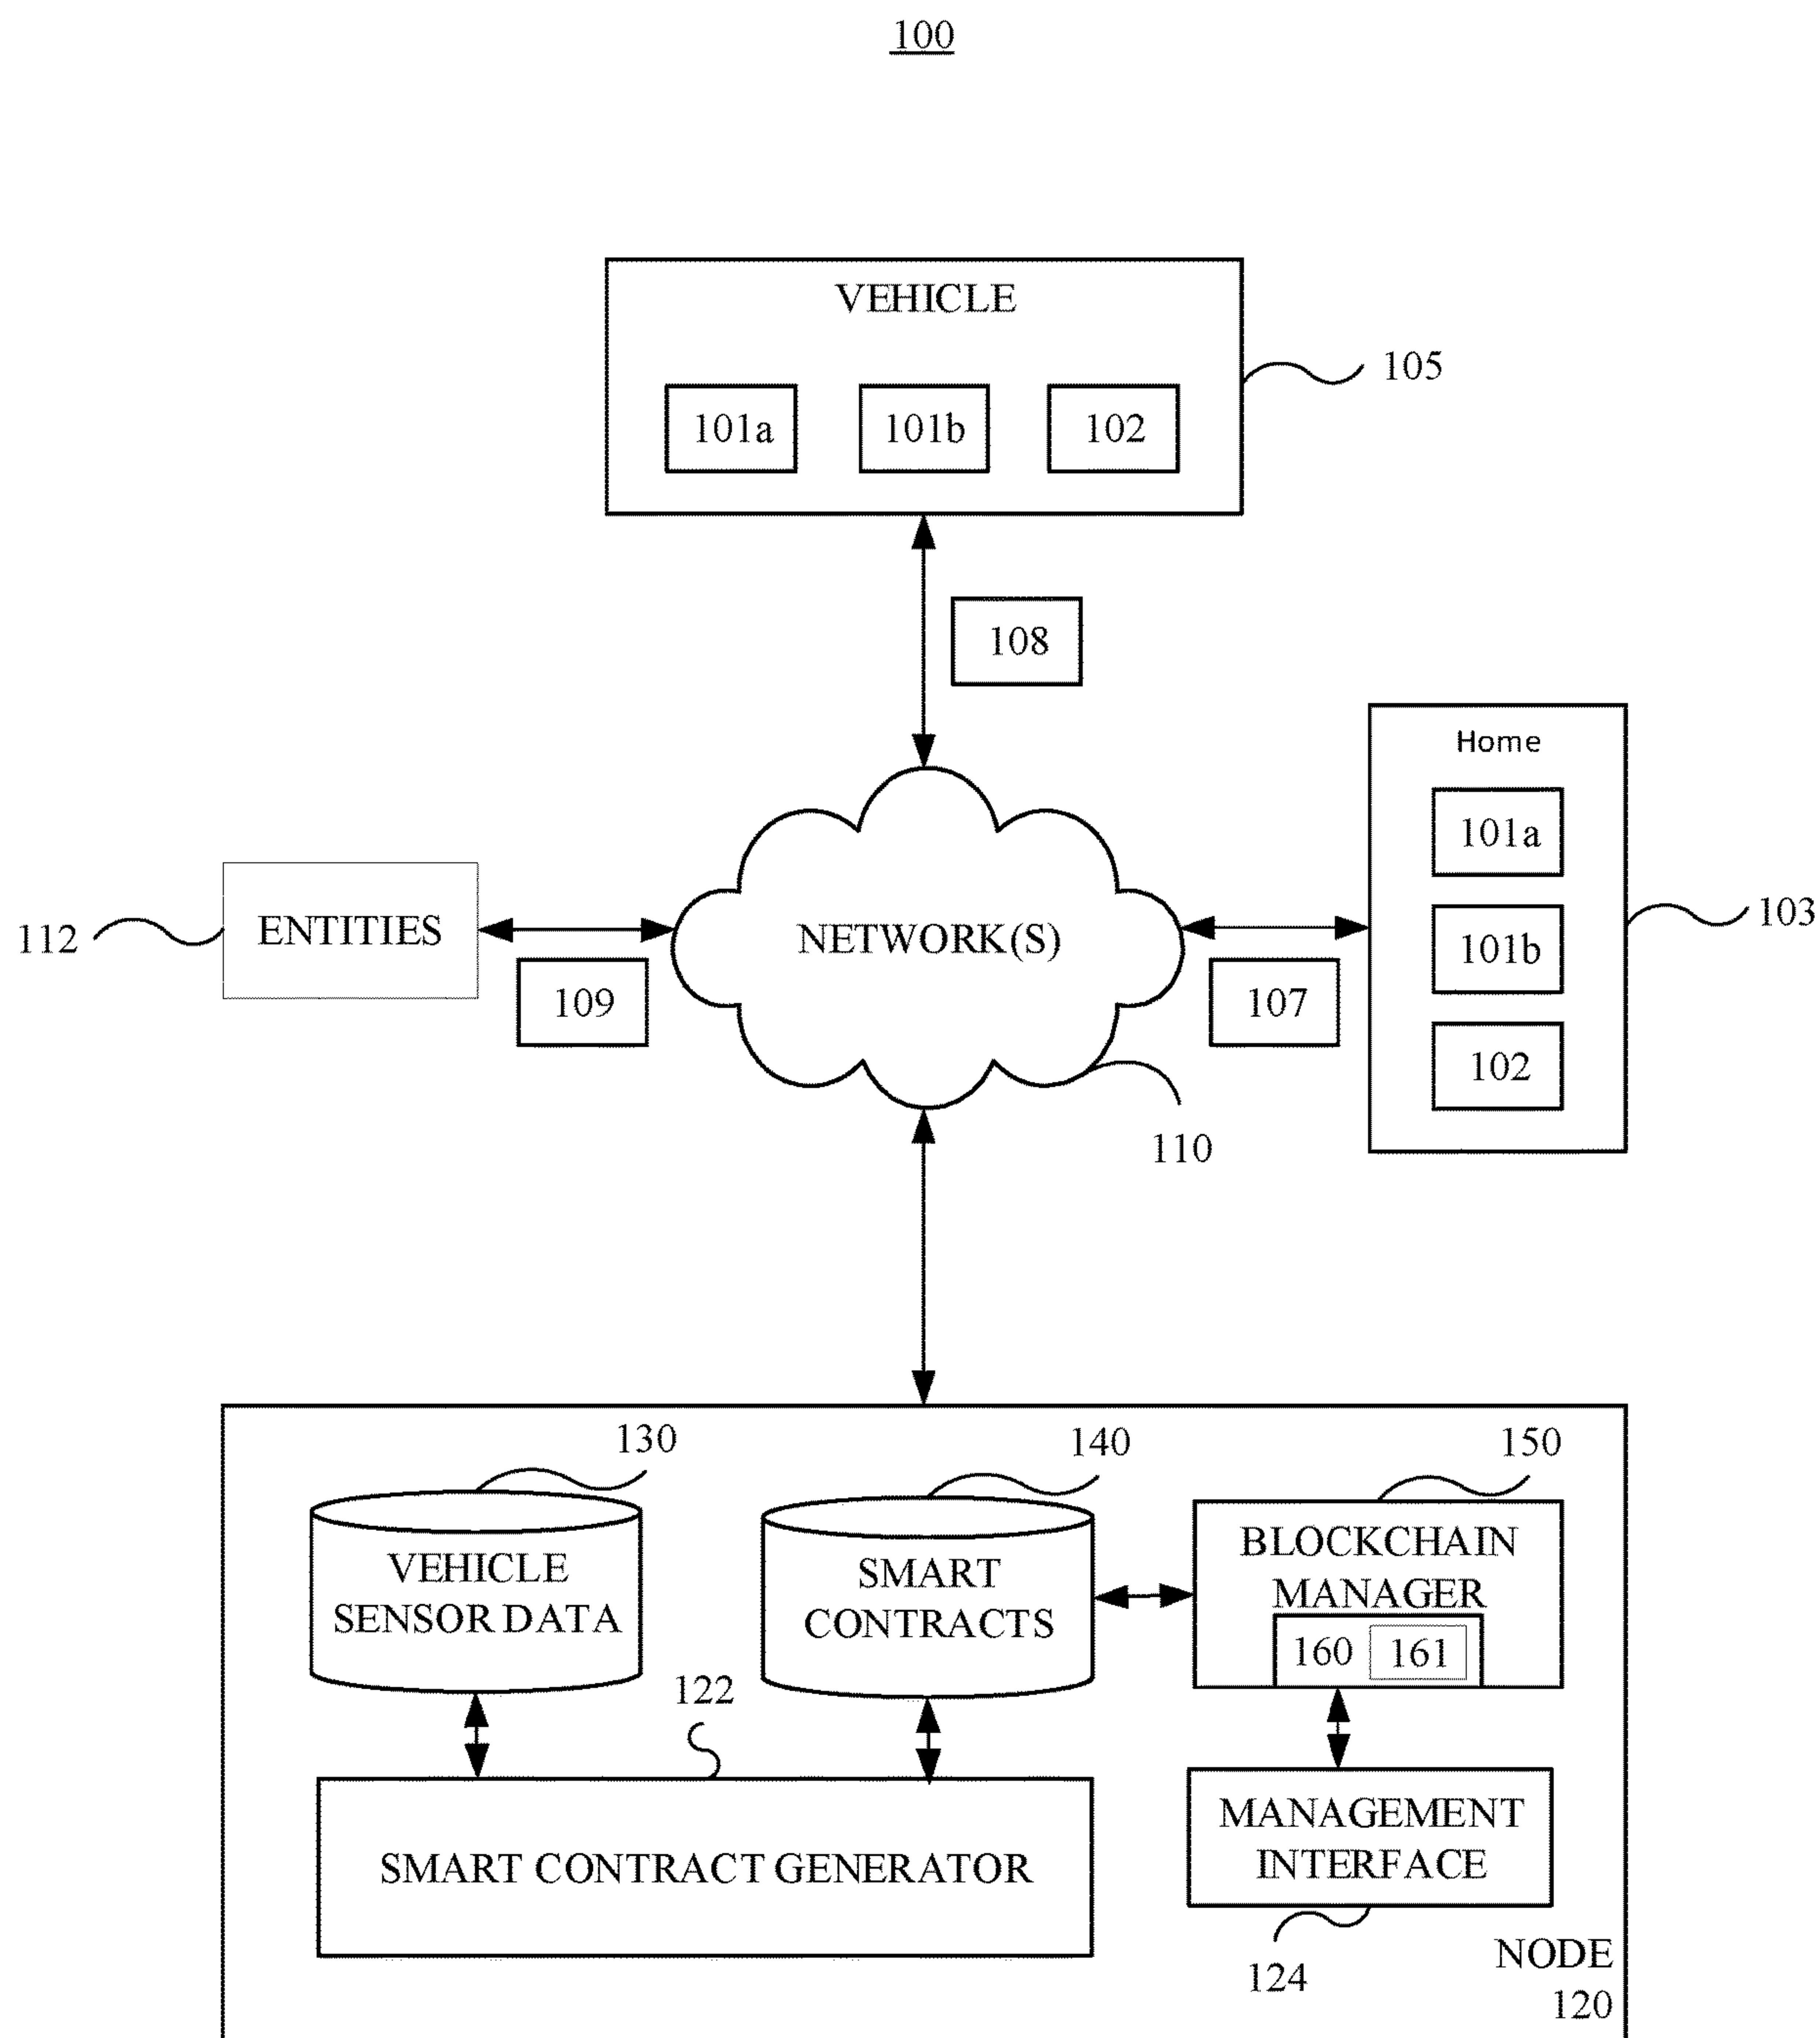 100
VEHICLE
105
101a
101b
102
108
Home
101a
103
112
ENTITIES
NETWORK(S)
101b
109
107
102
110
130
140
150
VEHICLE
SENSOR DATA
SMART
CONTRACTS
BLOCKCHAIN
MANAGER
160
161
122
SMART CONTRACT GENERATOR
MANAGEMENT
INTERFACE
124
NODE
120